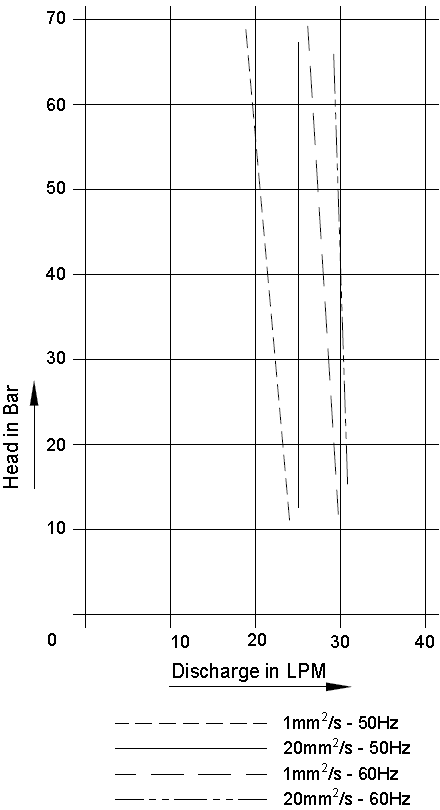 70
60
50
40
30
20
10
Head in Bar
0 10 20 30 40
Discharge in LPM
1mm²/s - 50Hz
20mm²/s - 50Hz
1mm²/s - 60Hz
20mm²/s - 60Hz